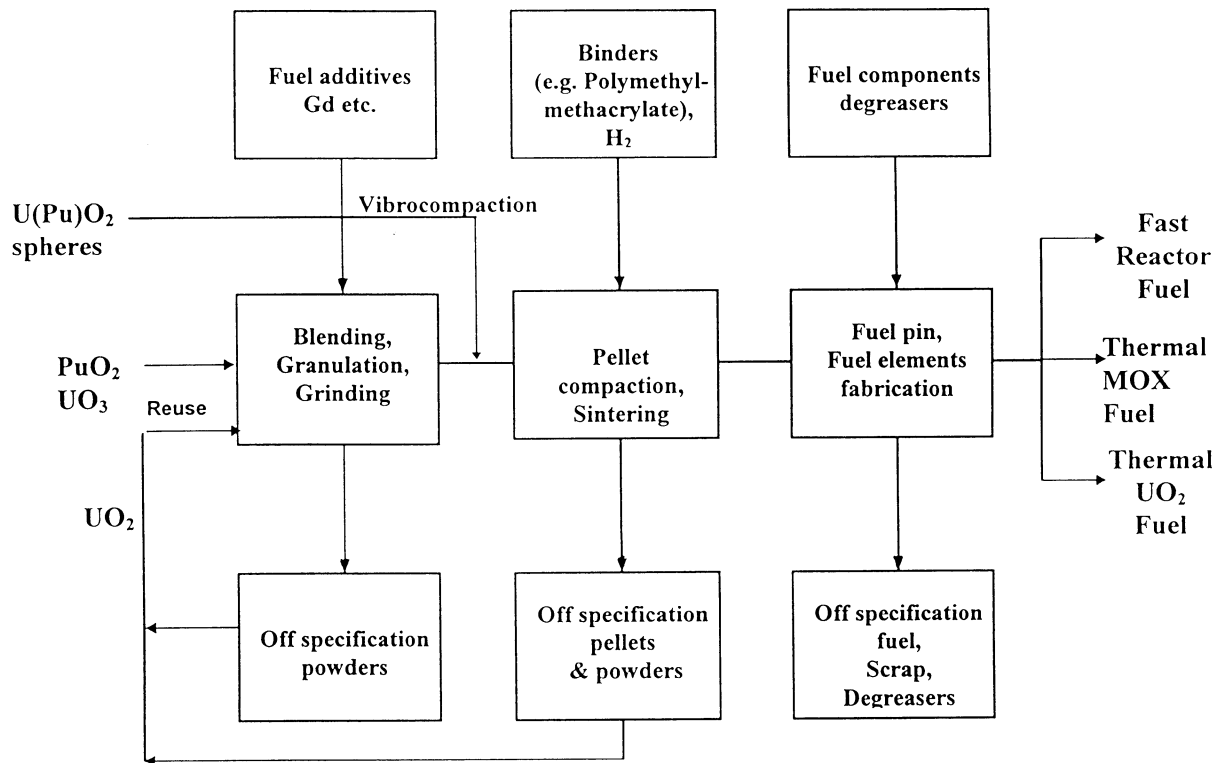 Fuel additives
Gd etc.
Binders
(e.g. Polymethyl-
methacrylate),
H₂
Fuel components
degreasers
U(Pu)O₂
spheres
Vibrocompaction
PuO₂
UO₃
Reuse
UO₂
Blending,
Granulation,
Grinding
Pellet
compaction,
Sintering
Fuel pin,
Fuel elements
fabrication
Fast
Reactor
Fuel
Thermal
MOX
Fuel
Thermal
UO₂
Fuel
Off specification
powders
Off specification
pellets
& powders
Off specification
fuel,
Scrap,
Degreasers